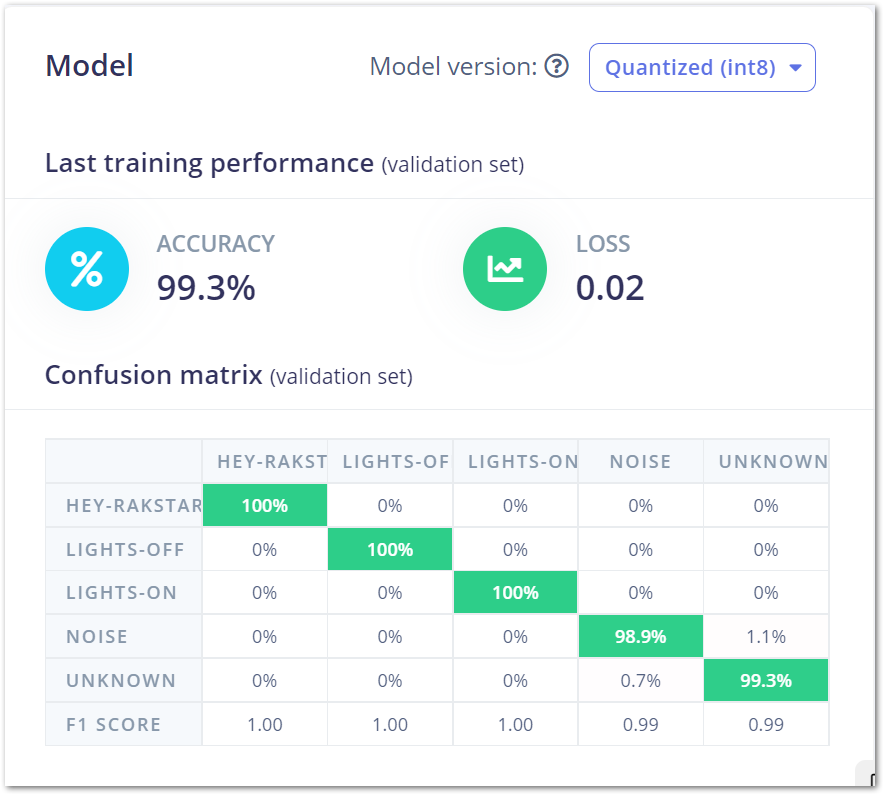 Model
Model version: ?
Quantized (int8)
Last training performance (validation set)
ACCURACY
99.3%
LOSS
0.02
Confusion matrix (validation set)
HEY-RAKST LIGHTS-OF LIGHTS-ON NOISE UNKNOWN
HEY-RAKSTAR 100% 0% 0% 0% 0%
LIGHTS-OFF 0% 100% 0% 0% 0%
LIGHTS-ON 0% 0% 100% 0% 0%
NOISE 0% 0% 0% 98.9% 1.1%
UNKNOWN 0% 0% 0% 0.7% 99.3%
F1 SCORE 1.00 1.00 1.00 0.99 0.99